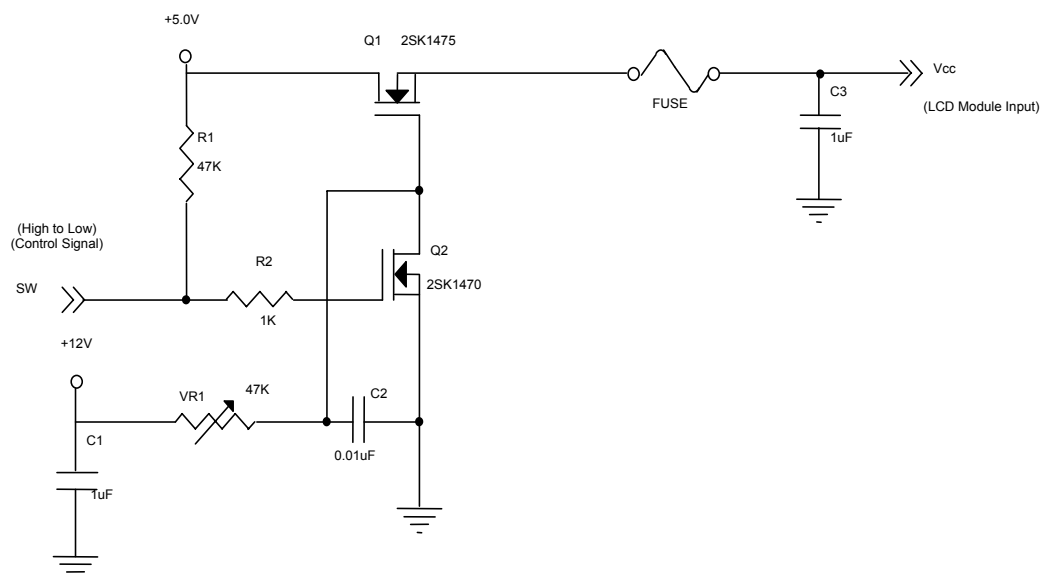 +5.0V
Q1 2SK1475
Vcc
FUSE
C3
(LCD Module Input)
1uF
R1
47K
(High to Low)
(Control Signal)
SW
R2
1K
Q2
2SK1470
+12V
VR1
47K
C2
0.01uF
C1
1uF